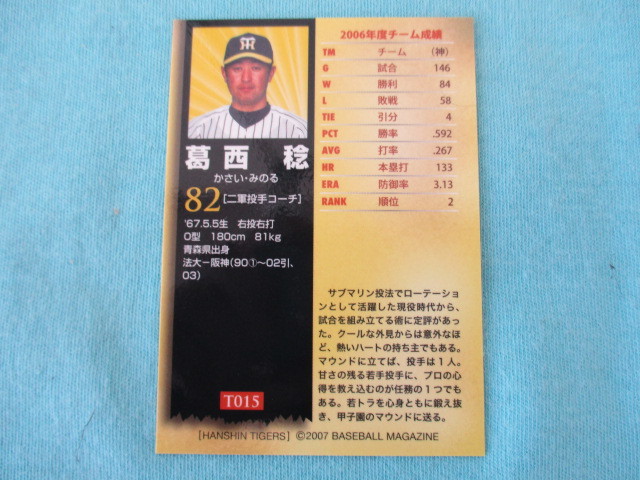 葛西 稔
かさい・みのる
82[二軍投手コーチ]
'67.5.5生 右投右打
O型 180cm 81kg
青森県出身
法大－阪神(90①〜02引、
03)
T015
2006年度チーム成績
TM チーム (神)
G 試合 146
W 勝利 84
L 敗戦 58
TIE 引分 4
PCT 勝率 .592
AVG 打率 .267
HR 本塁打 133
ERA 防御率 3.13
RANK 順位 2
サブマリン投法でローテーショ
ンとして活躍した現役時代から、
試合を組み立てる術に定評があっ
た。クールな外見からは意外なほ
ど、熱いハートの持ち主でもある。
マウンドに立てば、投手は１人。
甘さの残る若手投手に、プロの心
得を教え込むのが任務の１つでも
ある。若トラを心身ともに鍛え抜
き、甲子園のマウンドに送る。
[HANSHIN TIGERS] ©2007 BASEBALL MAGAZINE